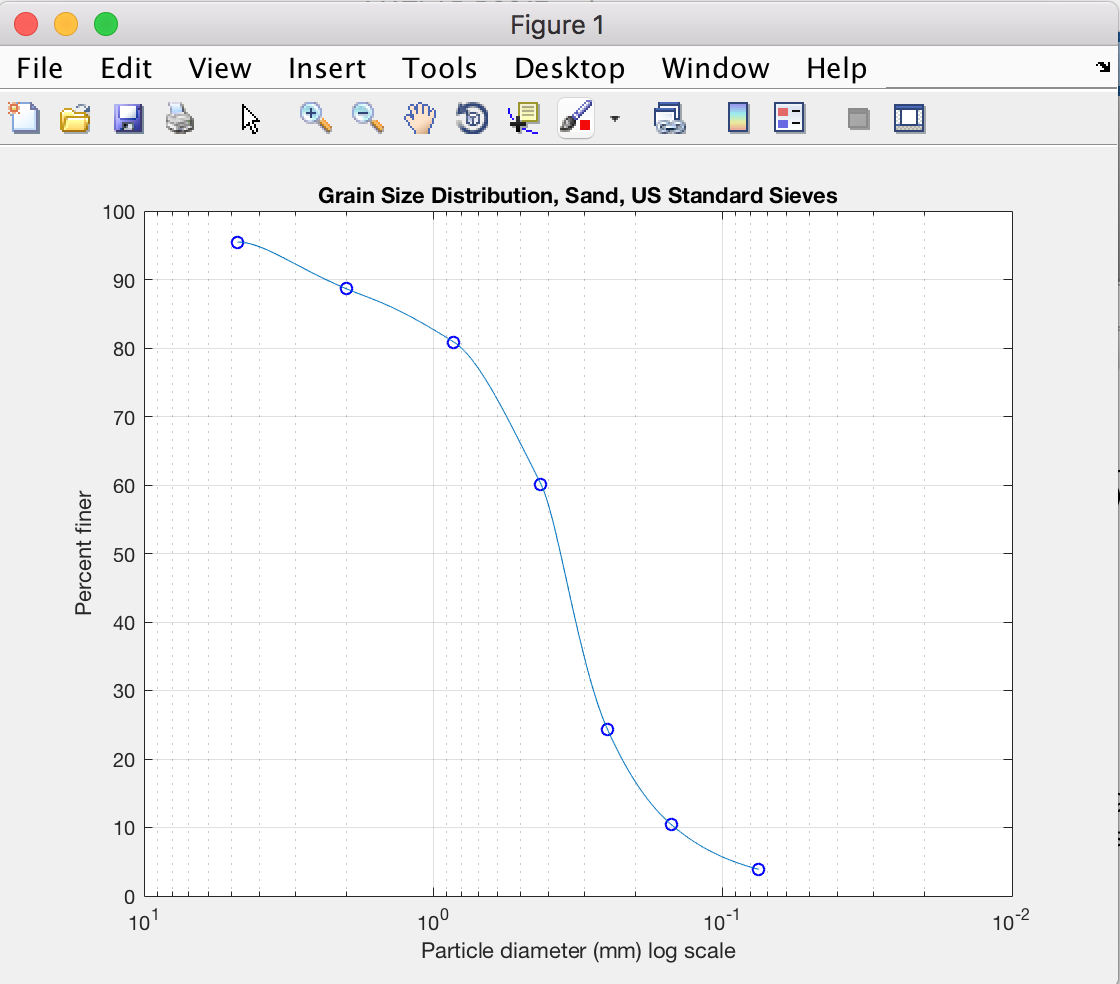 Figure 1
File Edit View Insert Tools Desktop Window Help
Grain Size Distribution, Sand, US Standard Sieves
100
90
80
70
60
50
40
30
20
10
0
Percent finer
10^1 10^0 10^-1 10^-2
Particle diameter (mm) log scale